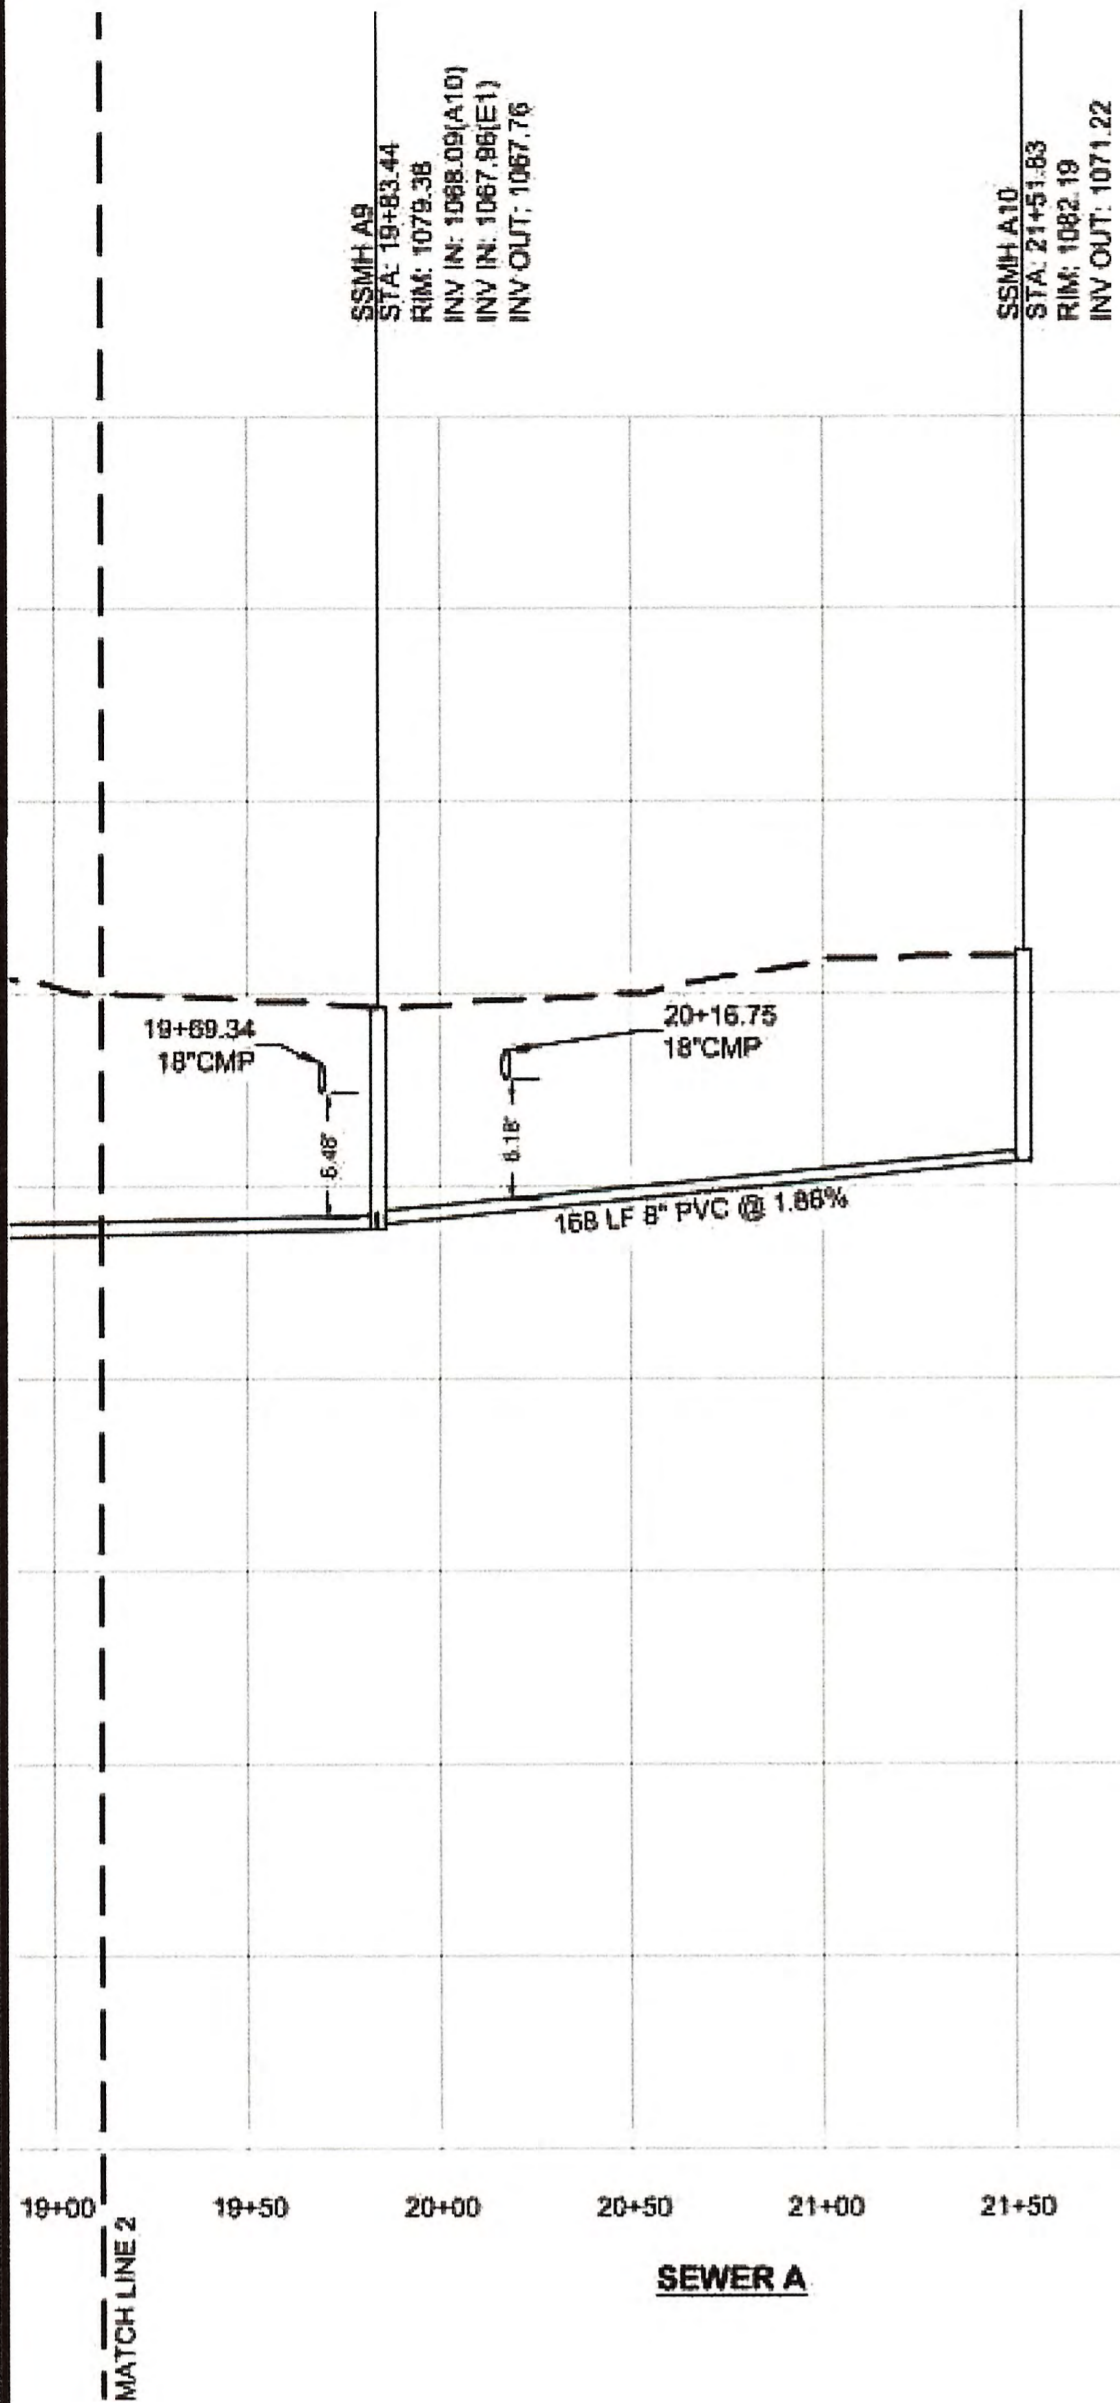 SSMH A9
STA: 19+83.44
RIM: 1079.38
INV IN: 1068.09(A10)
INV IN: 1067.96(E1)
INV OUT: 1067.76
SSMH A10
STA: 21+51.83
RIM: 1082.19
INV OUT: 1071.22
19+69.34
18"CMP
20+16.75
18"CMP
6.48'
6.18'
168 LF 8" PVC @ 1.86%
19+00
19+50
20+00
20+50
21+00
21+50
MATCH LINE 2
SEWER A